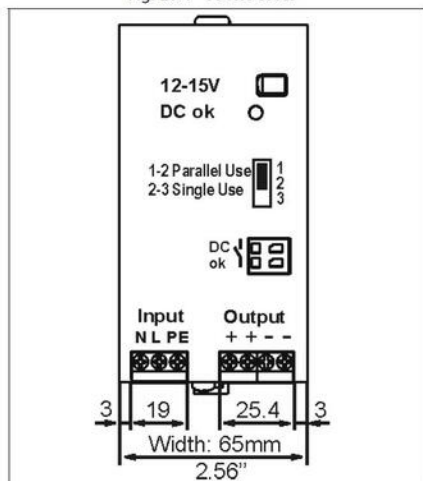 12-15V
DC ok
1-2 Parallel Use
2-3 Single Use
1
2
3
DC
ok
Input
Output
N L PE
+ + - -
3
19
25.4
3
Width: 65mm
2.56"